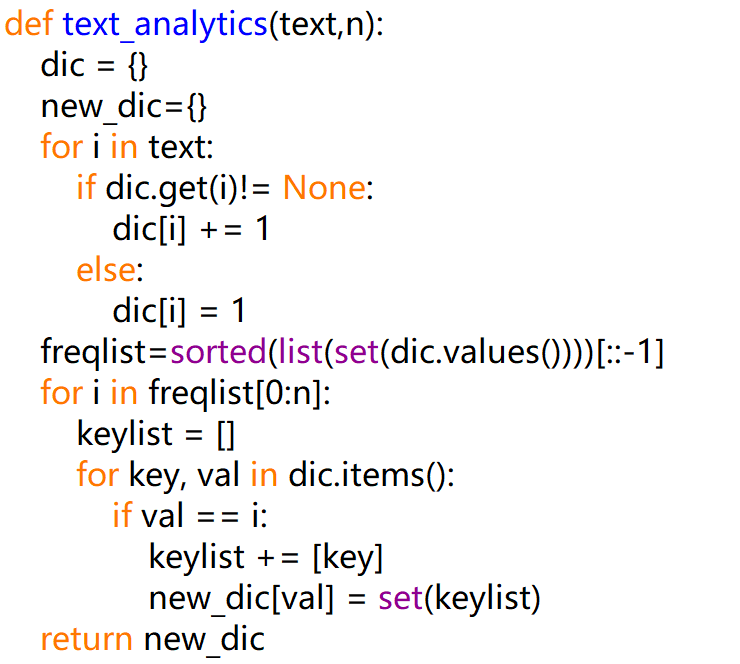 def text_analytics(text,n):
    dic = {}
    new_dic={}
    for i in text:
        if dic.get(i)!= None:
            dic[i] += 1
        else:
            dic[i] = 1
    freqlist=sorted(list(set(dic.values())))[::-1]
    for i in freqlist[0:n]:
        keylist = []
        for key, val in dic.items():
            if val == i:
                keylist += [key]
                new_dic[val] = set(keylist)
    return new_dic